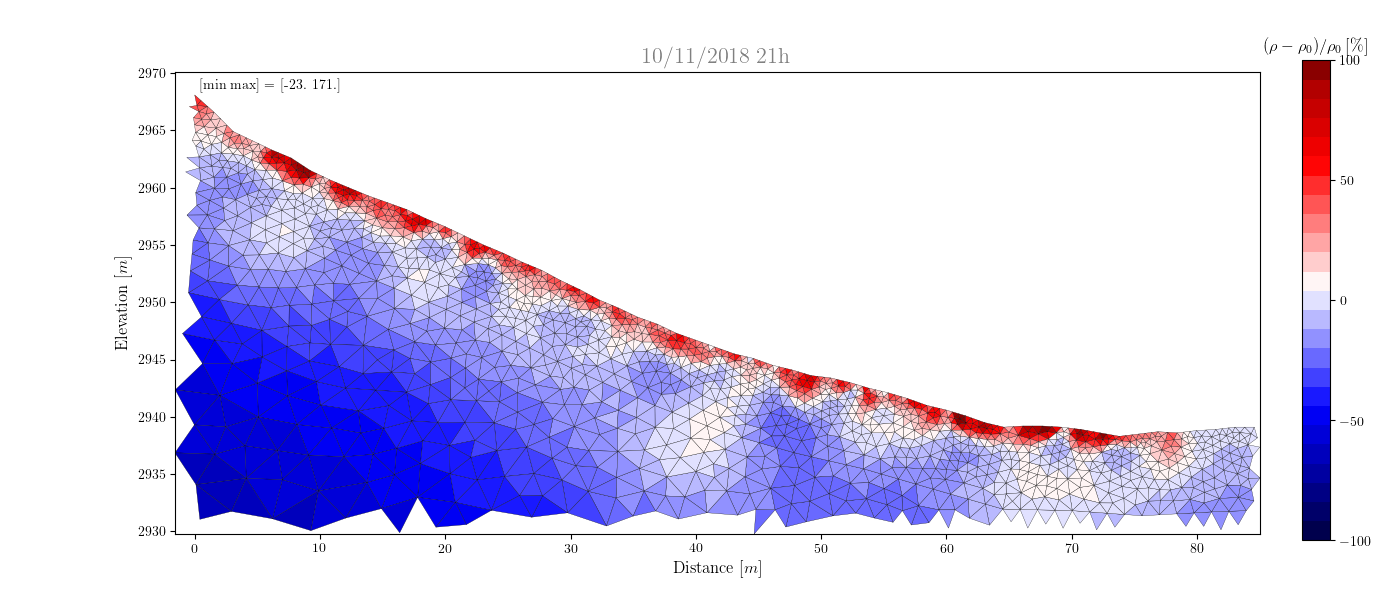 10/11/2018 21h
(ρ − ρ₀)/ρ₀ [%]
[min max] = [-23. 171.]
2970
2965
2960
2955
2950
2945
2940
2935
2930
Elevation [m]
0 10 20 30 40 50 60 70 80
Distance [m]
100
50
0
−50
−100